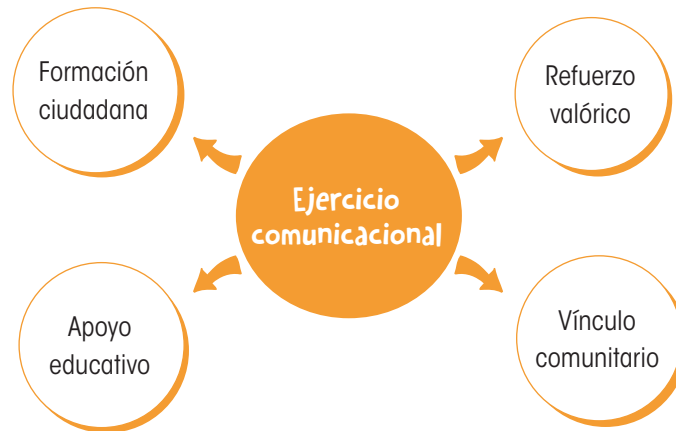 Formación
ciudadana
Refuerzo
valórico
Ejercicio
comunicacional
Apoyo
educativo
Vínculo
comunitario